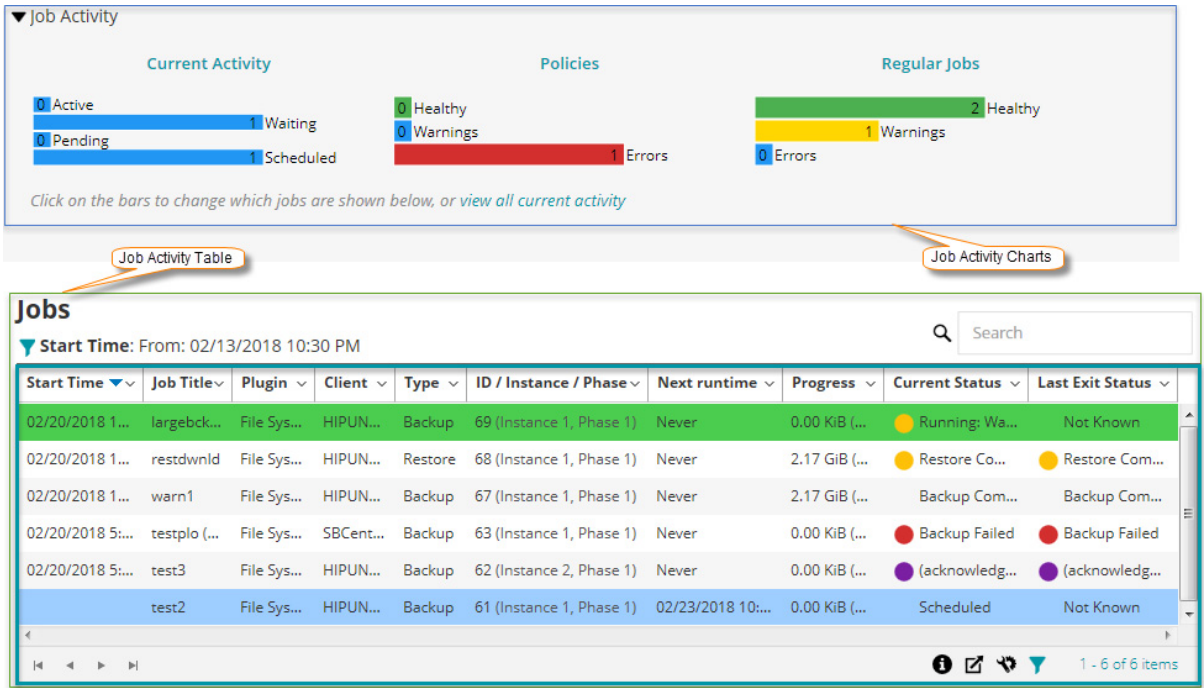 Job Activity
Current Activity
0 Active
1 Waiting
0 Pending
1 Scheduled
Policies
0 Healthy
0 Warnings
1 Errors
Regular Jobs
2 Healthy
1 Warnings
0 Errors
Click on the bars to change which jobs are shown below, or view all current activity
Job Activity Table
Job Activity Charts
Jobs
Search
Start Time: From: 02/13/2018 10:30 PM
Start Time Job Title Plugin Client Type ID / Instance / Phase Next runtime Progress Current Status Last Exit Status
02/20/2018 1... largebck... File Sys... HIPUN... Backup 69 (Instance 1, Phase 1) Never 0.00 KiB (... Running: Wa... Not Known
02/20/2018 1... restdwnld File Sys... HIPUN... Restore 68 (Instance 1, Phase 1) Never 2.17 GiB (... Restore Co... Restore Com...
02/20/2018 1... warn1 File Sys... HIPUN... Backup 67 (Instance 1, Phase 1) Never 2.17 GiB (... Backup Com... Backup Com...
02/20/2018 5:... testplo (... File Sys... SBCent... Backup 63 (Instance 1, Phase 1) Never 0.00 KiB (... Backup Failed Backup Failed
02/20/2018 5:... test3 File Sys... HIPUN... Backup 62 (Instance 2, Phase 1) Never 0.00 KiB (... (acknowledg... (acknowledg...
test2 File Sys... HIPUN... Backup 61 (Instance 1, Phase 1) 02/23/2018 10:... 0.00 KiB (... Scheduled Not Known
1 - 6 of 6 items